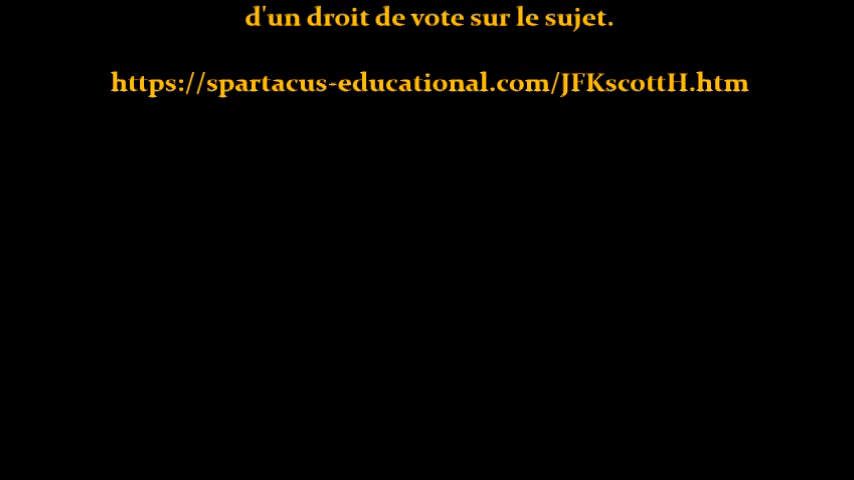 d'un droit de vote sur le sujet.
https://spartacus-educational.com/JFKscottH.htm